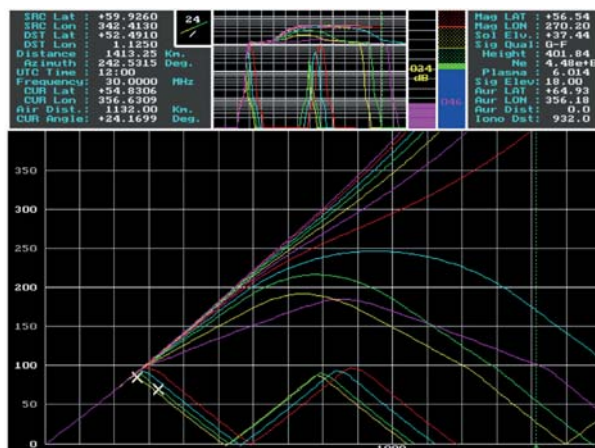 SRC Lat : +59.9260
SRC Lon : 342.4130
DST Lat : +52.4910
DST Lon : 1.1250
Distance : 1413.25 Km.
Azimuth : 242.5315 Deg.
UTC Time : 12:00
Frequency: 30.0000 MHz
CUR Lat : +54.8306
CUR Lon : 356.6309
Air Dist.: 1132.00 Km.
CUR Angle: +24.1699 Deg.
24
034
dB
046
Mag LAT : +56.54
Mag LON : 270.20
Sol Elv. : +37.44
Sig Qual : G-F
Height : 401.84
Ne : 4.48e+
Plasma : 6.014
Sig Elev: 18.00
Aur LAT : +64.93
Aur LON : 356.18
Aur Dist: 0.0
Iono Dst: 932.0
350
300
250
200
150
100
50
0